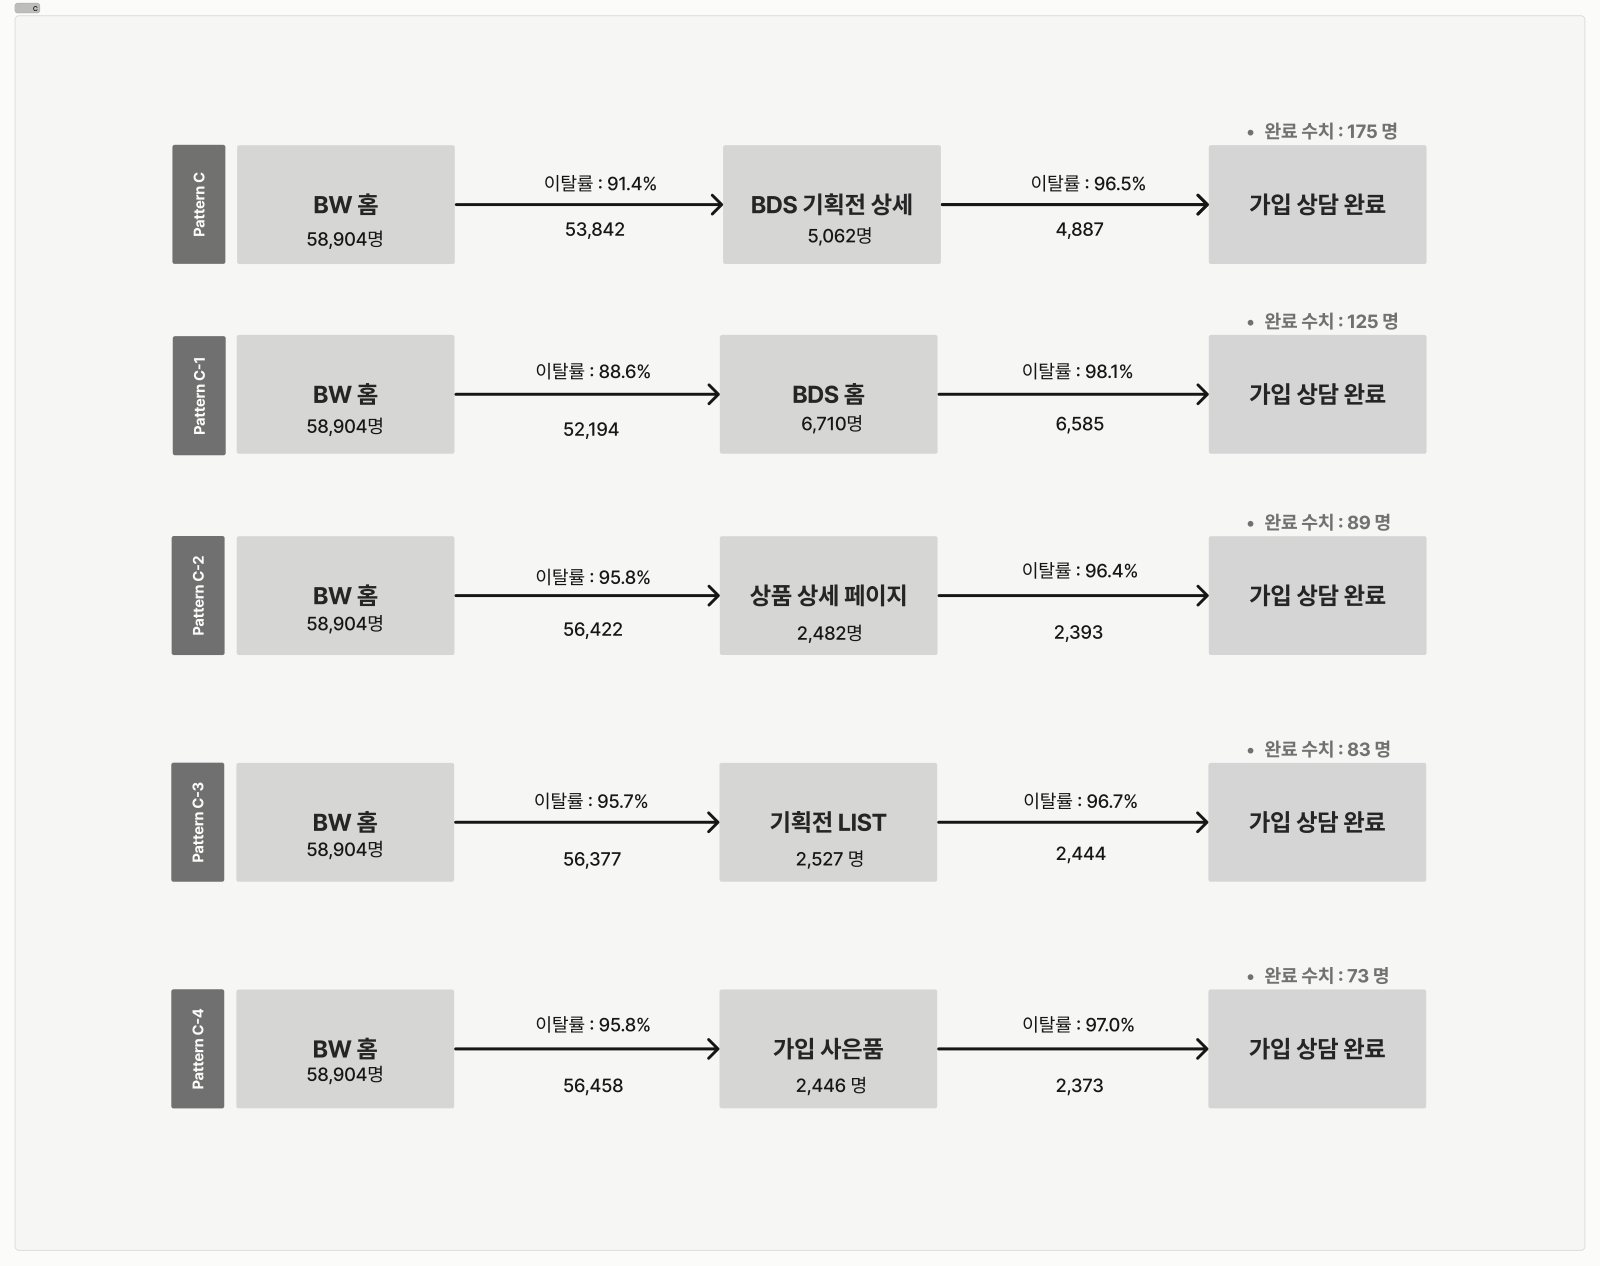 C
• 완료 수치 : 175 명
Pattern C
BW 홈
58,904명
이탈률 : 91.4%
53,842
BDS 기획전 상세
5,062명
이탈률 : 96.5%
4,887
가입 상담 완료
• 완료 수치 : 125 명
Pattern C-1
BW 홈
58,904명
이탈률 : 88.6%
52,194
BDS 홈
6,710명
이탈률 : 98.1%
6,585
가입 상담 완료
• 완료 수치 : 89 명
Pattern C-2
BW 홈
58,904명
이탈률 : 95.8%
56,422
상품 상세 페이지
2,482명
이탈률 : 96.4%
2,393
가입 상담 완료
• 완료 수치 : 83 명
Pattern C-3
BW 홈
58,904명
이탈률 : 95.7%
56,377
기획전 LIST
2,527 명
이탈률 : 96.7%
2,444
가입 상담 완료
• 완료 수치 : 73 명
Pattern C-4
BW 홈
58,904명
이탈률 : 95.8%
56,458
가입 사은품
2,446 명
이탈률 : 97.0%
2,373
가입 상담 완료